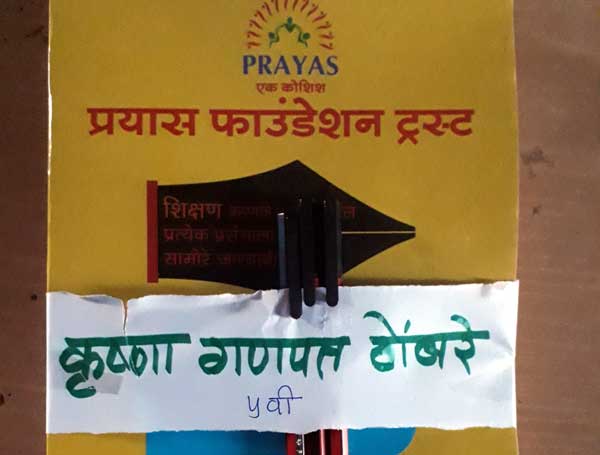 PRAYAS
एक कोशिश
प्रयास फाउंडेशन ट्रस्ट
शिक्षण
प्रत्येक
सामोरे
कृष्णा गणपत ठोंबरे
५वी